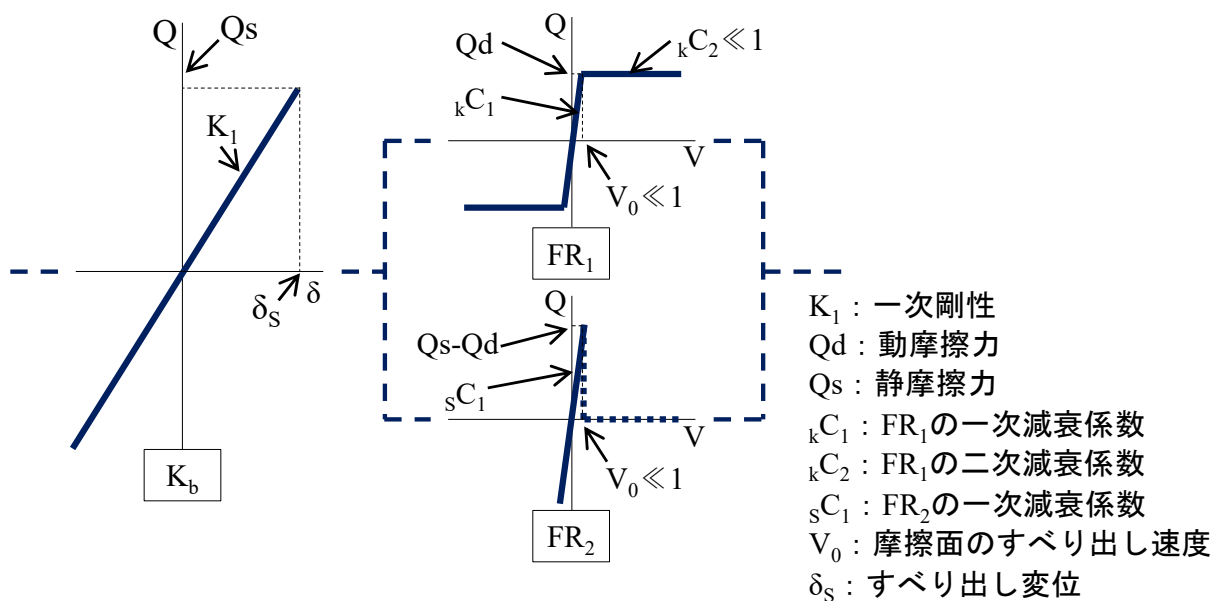 Q
Qs
K₁
δS
δ
Kb
Q
Qd
kC₂≪1
kC₁
V
V₀≪1
FR₁
Q
Qs-Qd
SC₁
V
V₀≪1
FR₂
K₁：一次剛性
Qd：動摩擦力
Qs：静摩擦力
kC₁：FR₁の一次減衰係数
kC₂：FR₁の二次減衰係数
SC₁：FR₂の一次減衰係数
V₀：摩擦面のすべり出し速度
δS：すべり出し変位